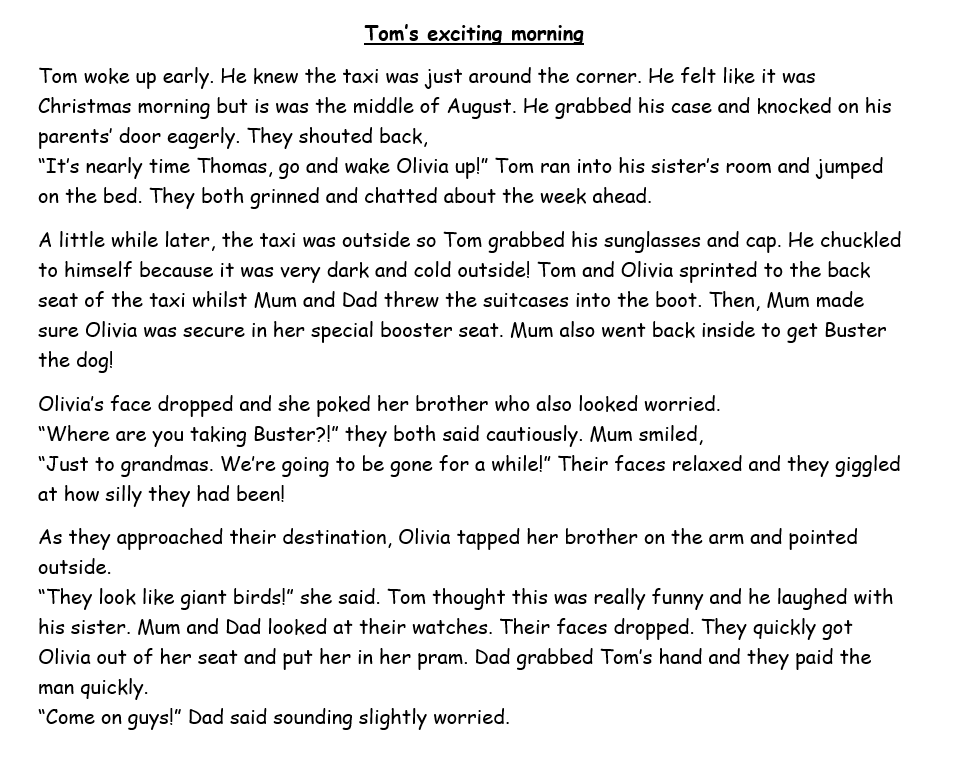 Tom's exciting morning
Tom woke up early. He knew the taxi was just around the corner. He felt like it was
Christmas morning but is was the middle of August. He grabbed his case and knocked on his
parents' door eagerly. They shouted back,
“It's nearly time Thomas, go and wake Olivia up!” Tom ran into his sister's room and jumped
on the bed. They both grinned and chatted about the week ahead.
A little while later, the taxi was outside so Tom grabbed his sunglasses and cap. He chuckled
to himself because it was very dark and cold outside! Tom and Olivia sprinted to the back
seat of the taxi whilst Mum and Dad threw the suitcases into the boot. Then, Mum made
sure Olivia was secure in her special booster seat. Mum also went back inside to get Buster
the dog!
Olivia's face dropped and she poked her brother who also looked worried.
“Where are you taking Buster?!” they both said cautiously. Mum smiled,
“Just to grandmas. We're going to be gone for a while!” Their faces relaxed and they giggled
at how silly they had been!
As they approached their destination, Olivia tapped her brother on the arm and pointed
outside.
“They look like giant birds!” she said. Tom thought this was really funny and he laughed with
his sister. Mum and Dad looked at their watches. Their faces dropped. They quickly got
Olivia out of her seat and put her in her pram. Dad grabbed Tom's hand and they paid the
man quickly.
“Come on guys!” Dad said sounding slightly worried.